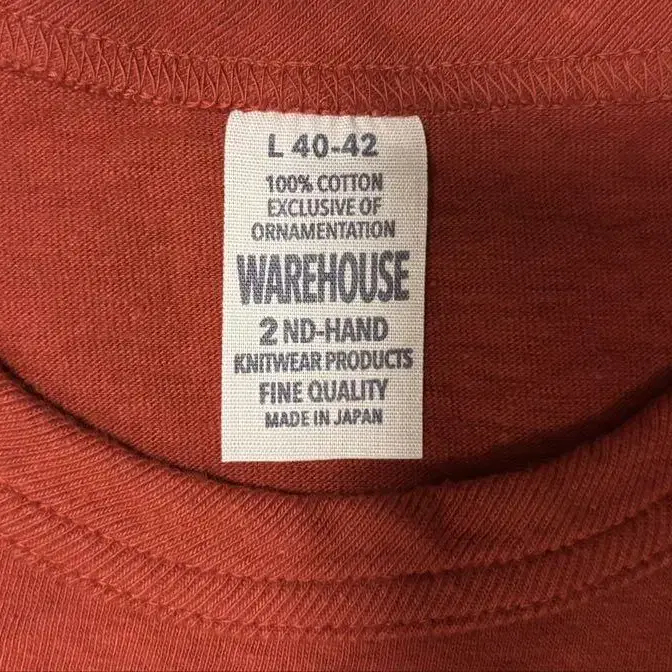 L 40-42
100% COTTON
EXCLUSIVE OF
ORNAMENTATION
WAREHOUSE
2 ND-HAND
KNITWEAR PRODUCTS
FINE QUALITY
MADE IN JAPAN